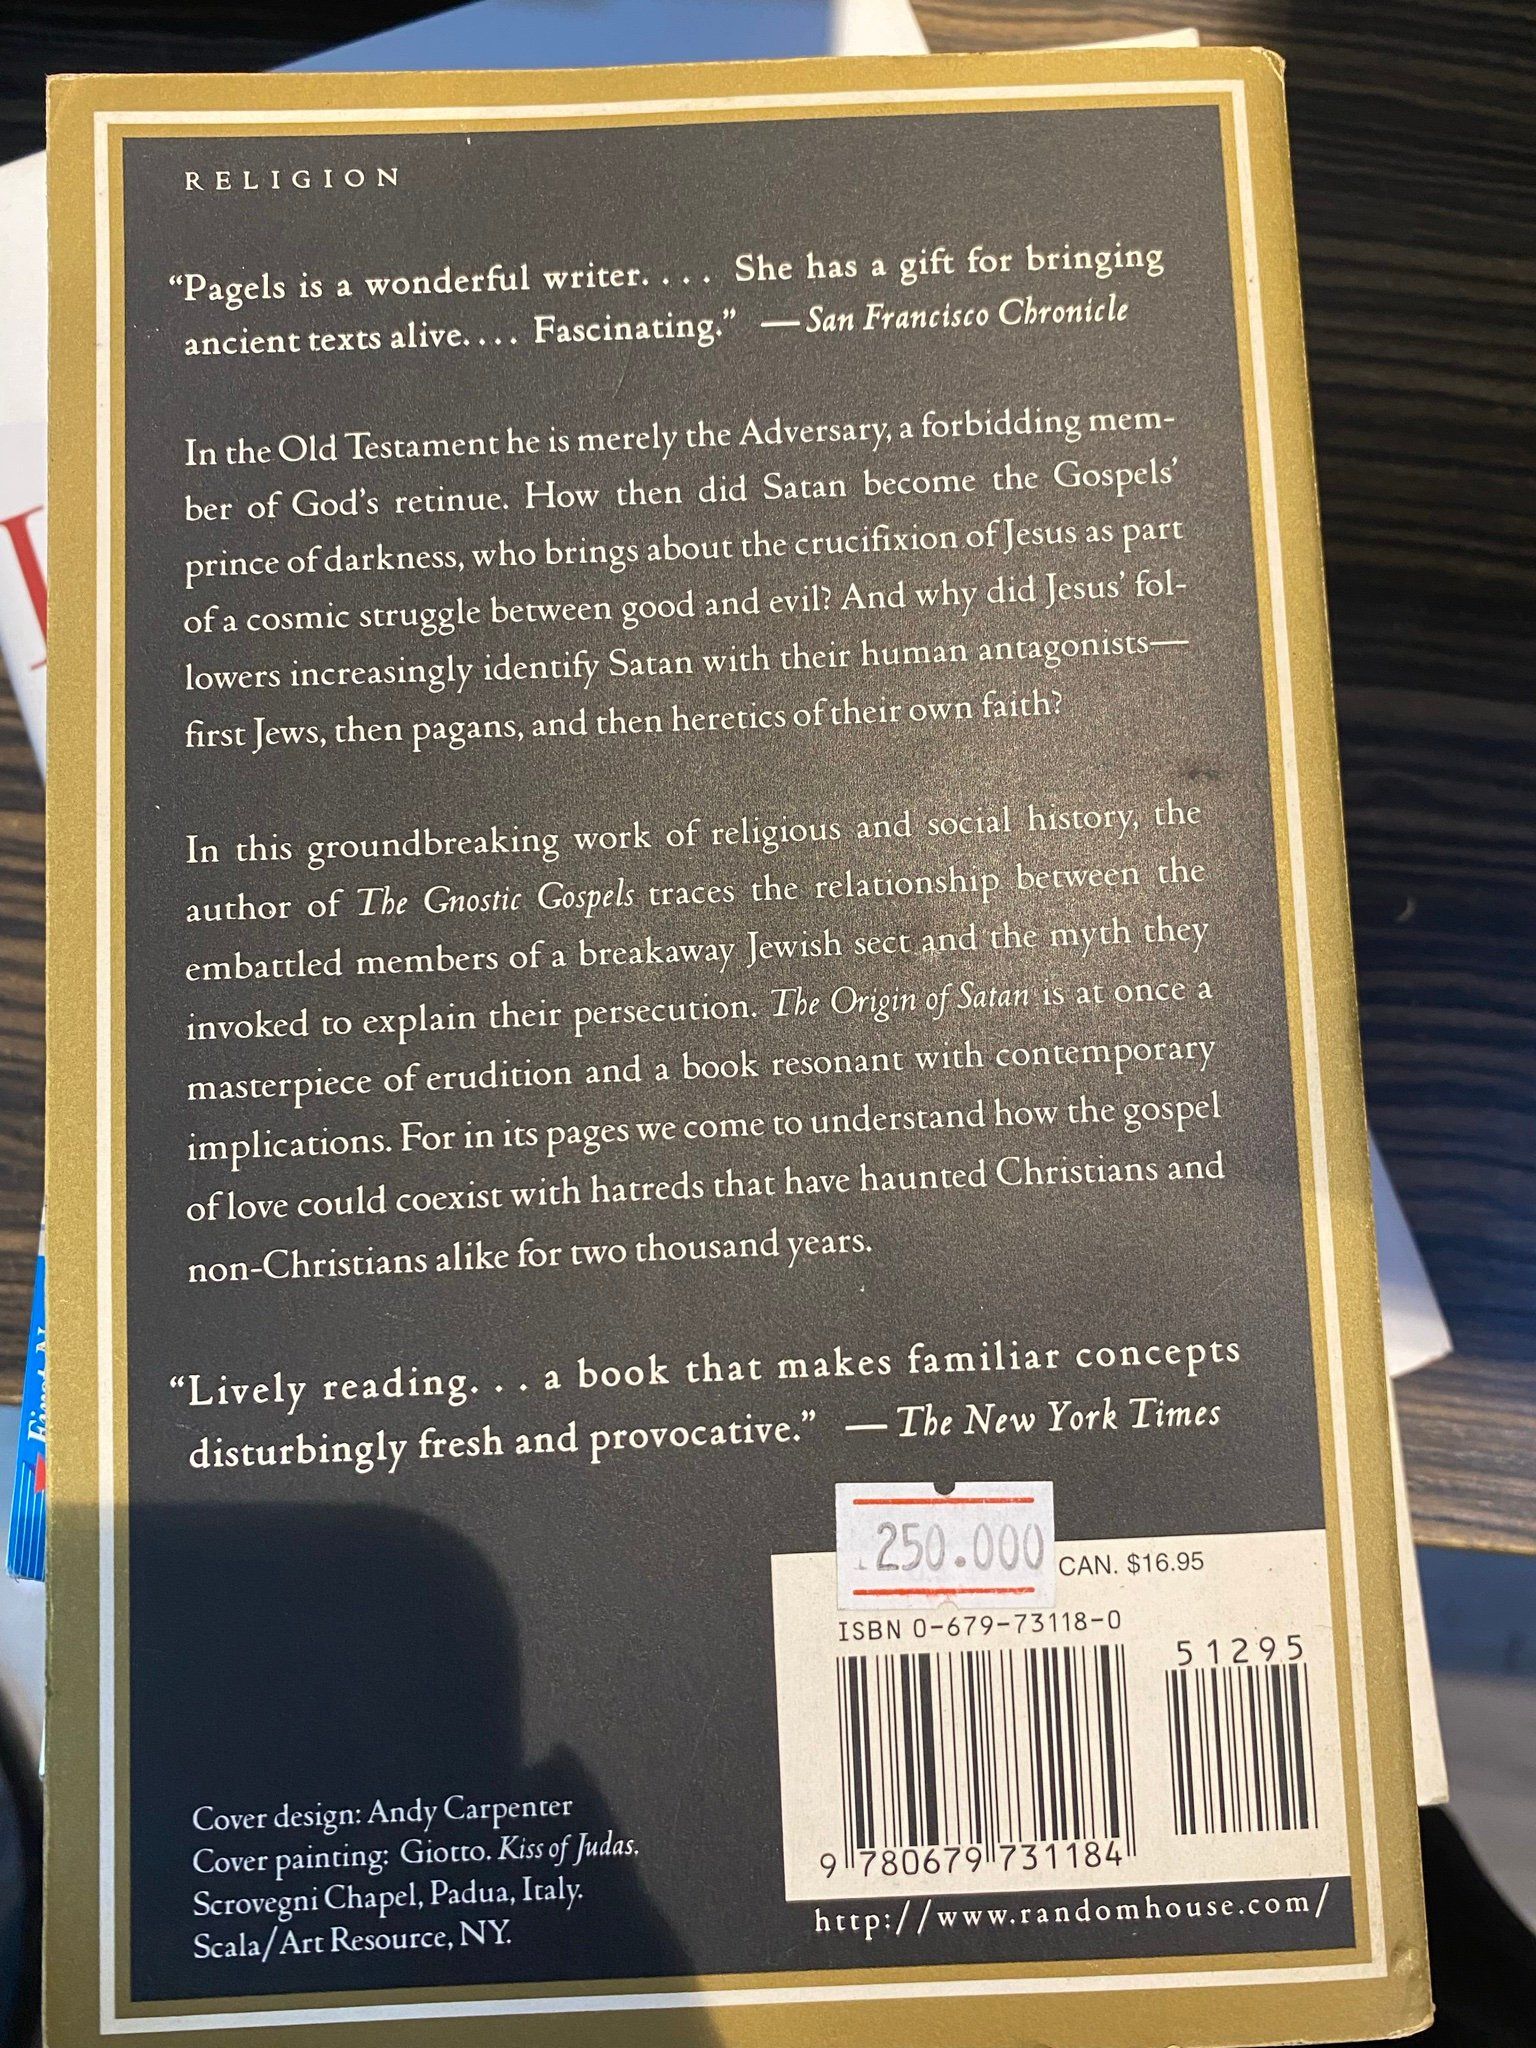 RELIGION
“Pagels is a wonderful writer. . . . She has a gift for bringing
ancient texts alive. . . . Fascinating.” —San Francisco Chronicle
In the Old Testament he is merely the Adversary, a forbidding mem-
ber of God’s retinue. How then did Satan become the Gospels’
prince of darkness, who brings about the crucifixion of Jesus as part
of a cosmic struggle between good and evil? And why did Jesus’ fol-
lowers increasingly identify Satan with their human antagonists—
first Jews, then pagans, and then heretics of their own faith?
In this groundbreaking work of religious and social history, the
author of The Gnostic Gospels traces the relationship between the
embattled members of a breakaway Jewish sect and the myth they
invoked to explain their persecution. The Origin of Satan is at once a
masterpiece of erudition and a book resonant with contemporary
implications. For in its pages we come to understand how the gospel
of love could coexist with hatreds that have haunted Christians and
non-Christians alike for two thousand years.
“Lively reading. . . a book that makes familiar concepts
disturbingly fresh and provocative.” —The New York Times
250.000
CAN. $16.95
ISBN 0-679-73118-0
51295
9 780679 731184
http://www.randomhouse.com/
Cover design: Andy Carpenter
Cover painting: Giotto. Kiss of Judas.
Scrovegni Chapel, Padua, Italy.
Scala/Art Resource, NY.